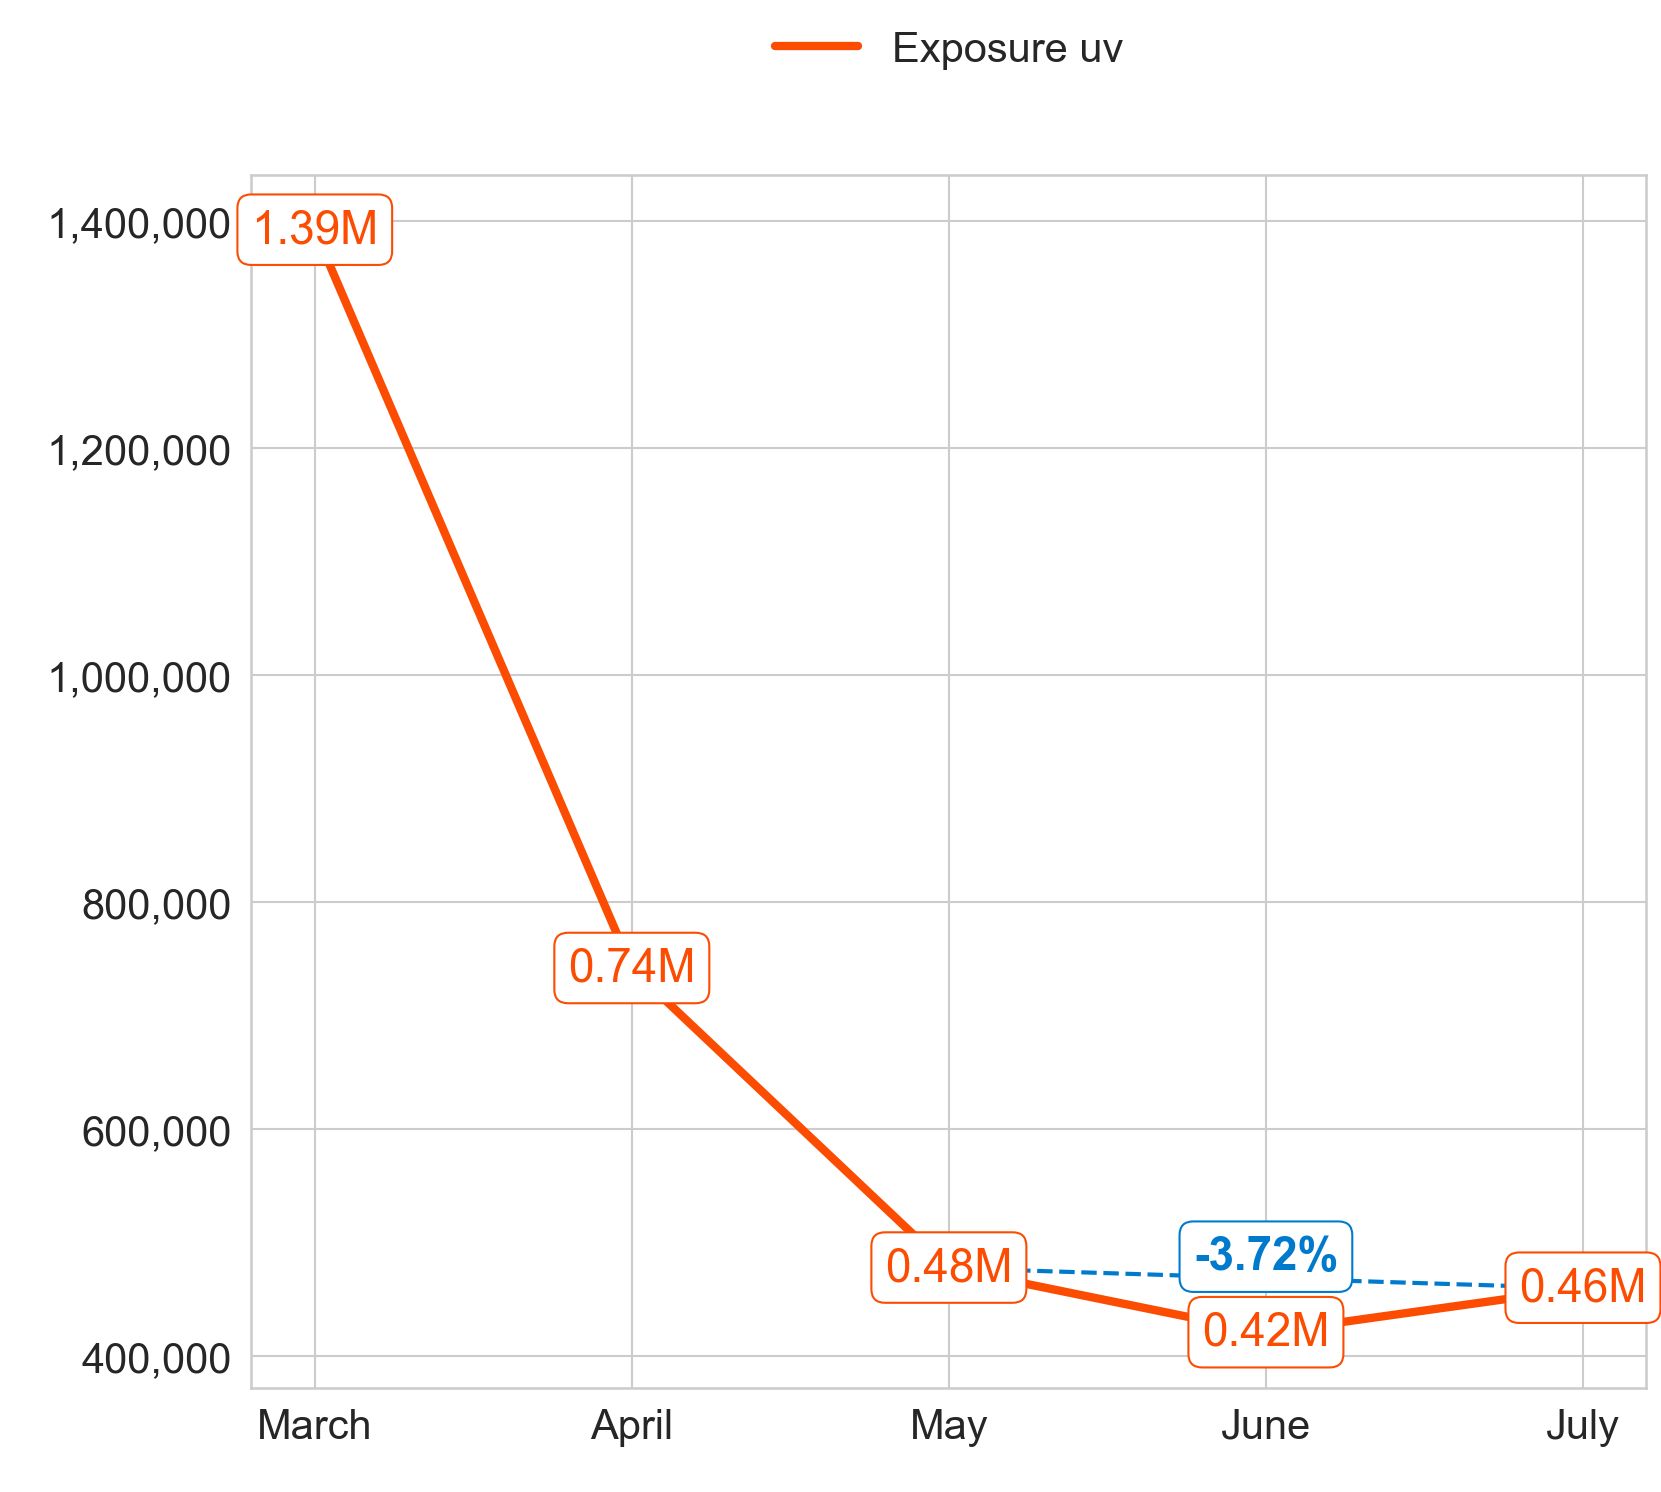 Exposure uv
1,400,000
1.39M
1,200,000
1,000,000
800,000
0.74M
600,000
0.48M
-3.72%
0.46M
0.42M
400,000
March April May June July